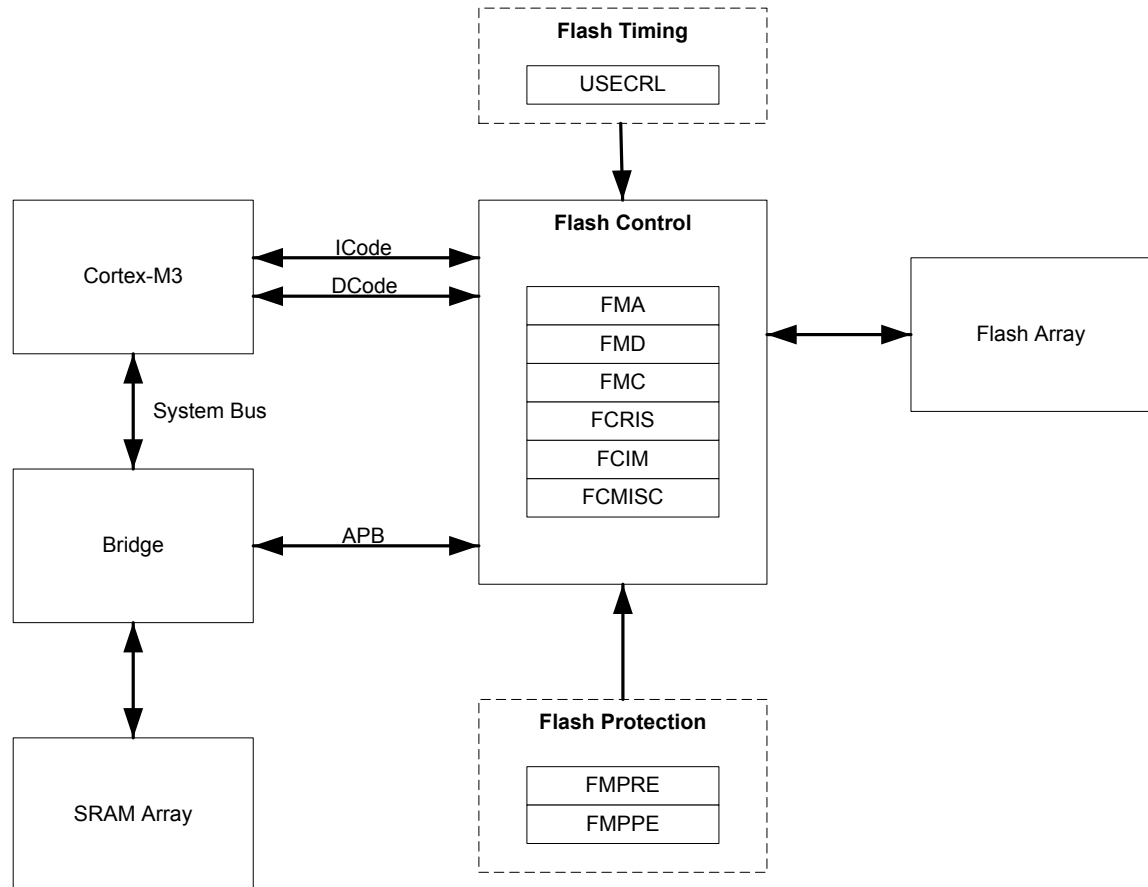 Flash Timing
USECRL
Flash Control
ICode
Cortex-M3
DCode
FMA
FMD
FMC
FCRIS
FCIM
FCMISC
Flash Array
System Bus
Bridge
APB
Flash Protection
FMPRE
FMPPE
SRAM Array